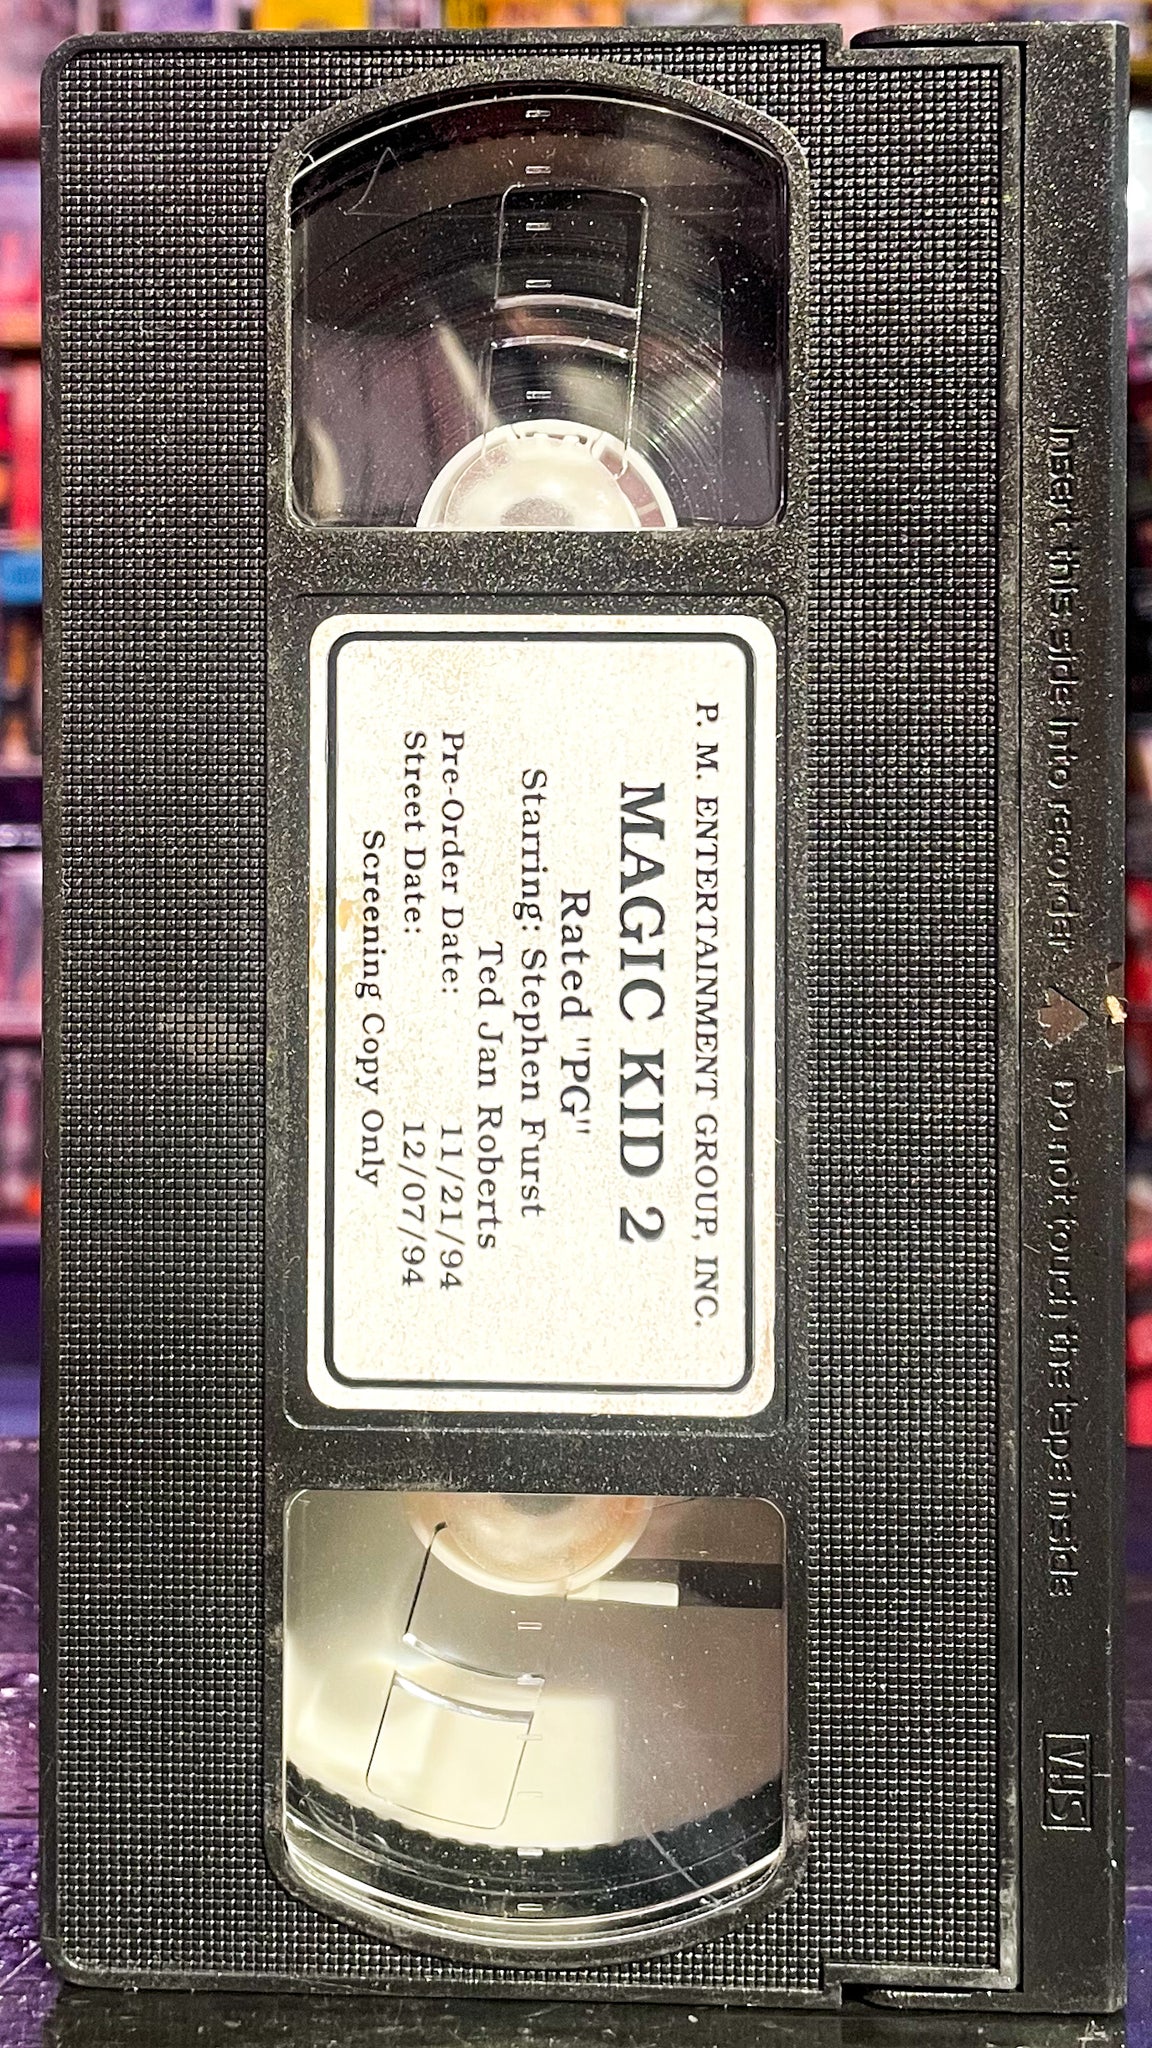 P. M. ENTERTAINMENT GROUP, INC.
MAGIC KID 2
Rated "PG"
Starring: Stephen Furst
Ted Jan Roberts
Pre-Order Date: 11/21/94
Street Date: 12/07/94
Screening Copy Only
Insert this side into recorder
Do not touch the tape inside
VHS